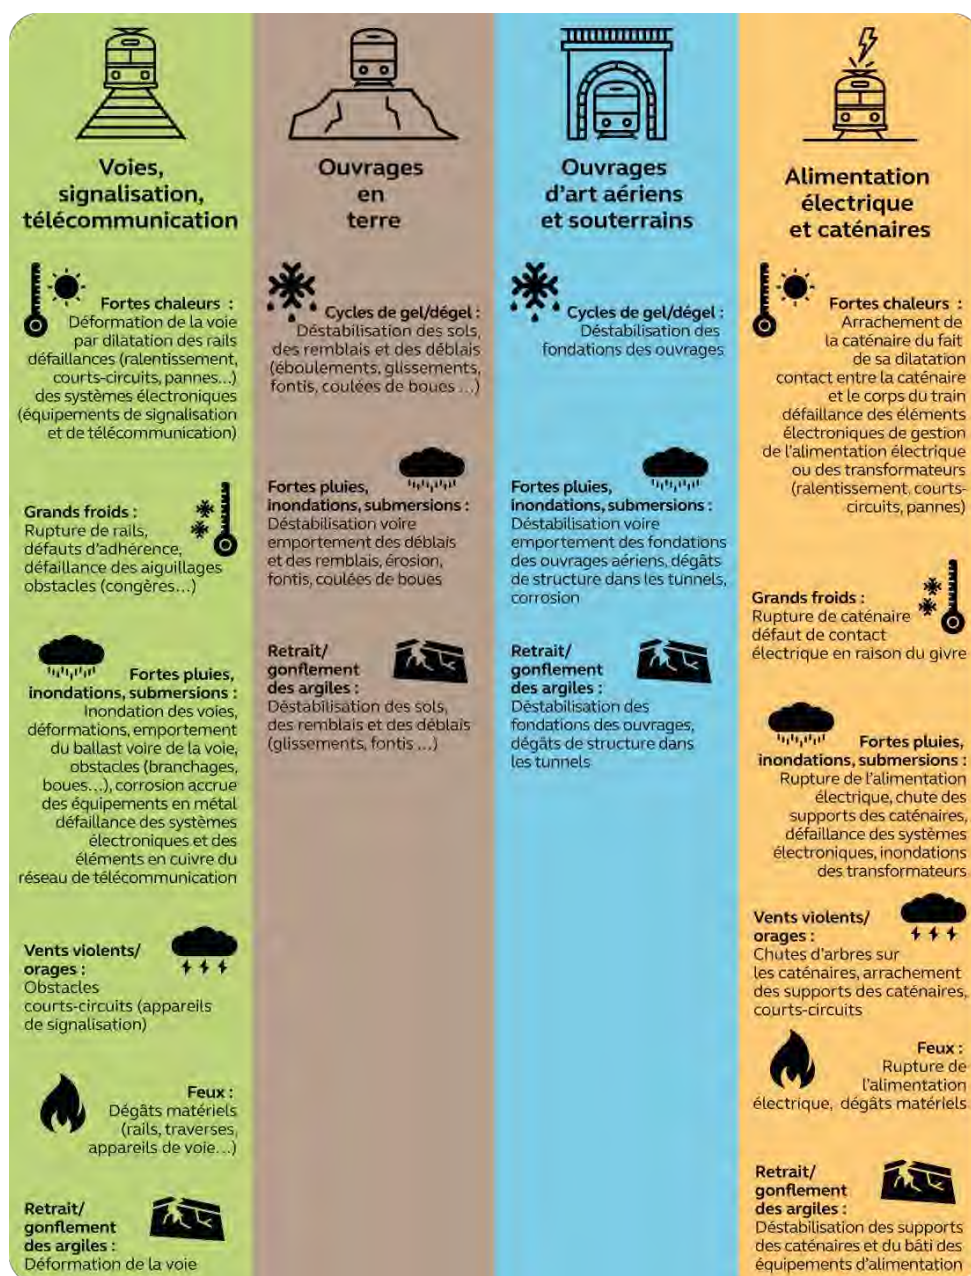 Voies,
signalisation,
télécommunication
Fortes chaleurs :
Déformation de la voie
par dilatation des rails
défaillances (ralentissement,
courts-circuits, pannes...)
des systèmes électroniques
(équipements de signalisation
et de télécommunication)
Grands froids :
Rupture de rails,
défauts d'adhérence,
défaillance des aiguillages
obstacles (congères...)
Fortes pluies,
inondations, submersions :
Inondation des voies,
déformations, emportement
du ballast voire de la voie,
obstacles (branchages,
boues...), corrosion accrue
des équipements en métal
défaillance des systèmes
électroniques et des
éléments en cuivre du
réseau de télécommunication
Vents violents/
orages :
Obstacles
courts-circuits (appareils
de signalisation)
Feux :
Dégâts matériels
(rails, traverses,
appareils de voie...)
Retrait/
gonflement
des argiles :
Déformation de la voie
Ouvrages
en
terre
Cycles de gel/dégel :
Déstabilisation des sols,
des remblais et des déblais
(éboulements, glissements,
fontis, coulées de boues ...)
Fortes pluies,
inondations, submersions :
Déstabilisation voire
emportement des déblais
et des remblais, érosion,
fontis, coulées de boues
Retrait/
gonflement
des argiles :
Déstabilisation des sols,
des remblais et des déblais
(glissements, fontis ...)
Ouvrages
d'art aériens
et souterrains
Cycles de gel/dégel :
Déstabilisation des
fondations des ouvrages
Fortes pluies,
inondations, submersions :
Déstabilisation voire
emportement des fondations
des ouvrages aériens, dégâts
de structure dans les tunnels,
corrosion
Retrait/
gonflement
des argiles :
Déstabilisation des
fondations des ouvrages,
dégâts de structure dans
les tunnels
Alimentation
électrique
et caténaires
Fortes chaleurs :
Arrachement de
la caténaire du fait
de sa dilatation
contact entre la caténaire
et le corps du train
défaillance des éléments
électroniques de gestion
de l'alimentation électrique
ou des transformateurs
(ralentissement, courts-
circuits, pannes)
Grands froids :
Rupture de caténaire
défaut de contact
électrique en raison du givre
Fortes pluies,
inondations, submersions :
Rupture de l'alimentation
électrique, chute des
supports des caténaires,
défaillance des systèmes
électroniques, inondations
des transformateurs
Vents violents/
orages :
Chutes d'arbres sur
les caténaires, arrachement
des supports des caténaires,
courts-circuits
Feux :
Rupture de
l'alimentation
électrique, dégâts matériels
Retrait/
gonflement
des argiles :
Déstabilisation des supports
des caténaires et du bâti des
équipements d'alimentation